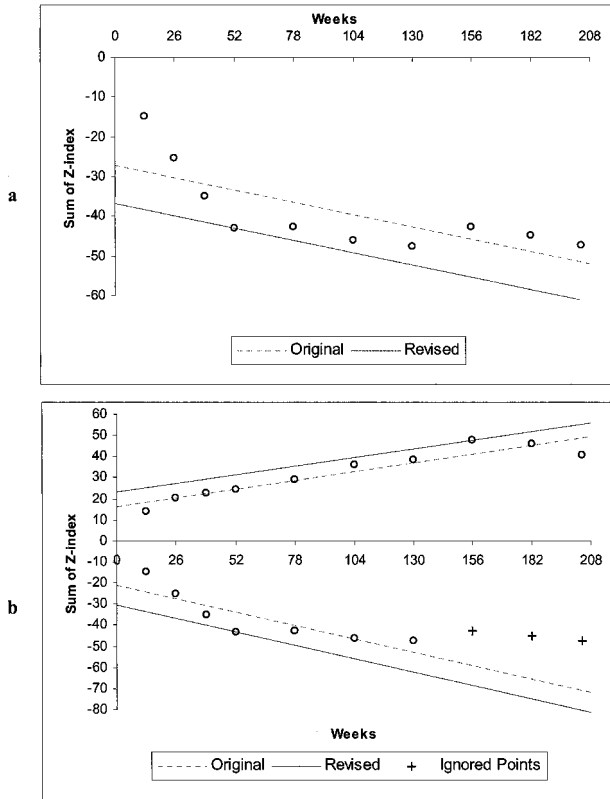 a
Weeks
0 26 52 78 104 130 156 182 208
Sum of Z-index
0
-10
-20
-30
-40
-50
-60
Original Revised
b
Sum of Z-index
60
50
40
30
20
10
0
-10
-20
-30
-40
-50
-60
-70
-80
0 26 52 78 104 130 156 182 208
Weeks
Original Revised + Ignored Points